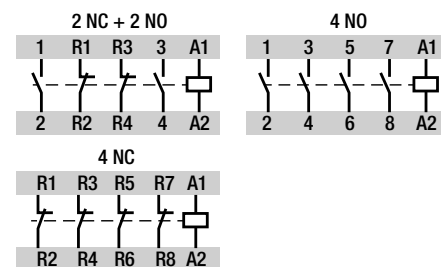 2 NC + 2 NO
1 R1 R3 3 A1
2 R2 R4 4 A2
4 NO
1 3 5 7 A1
2 4 6 8 A2
4 NC
R1 R3 R5 R7 A1
R2 R4 R6 R8 A2